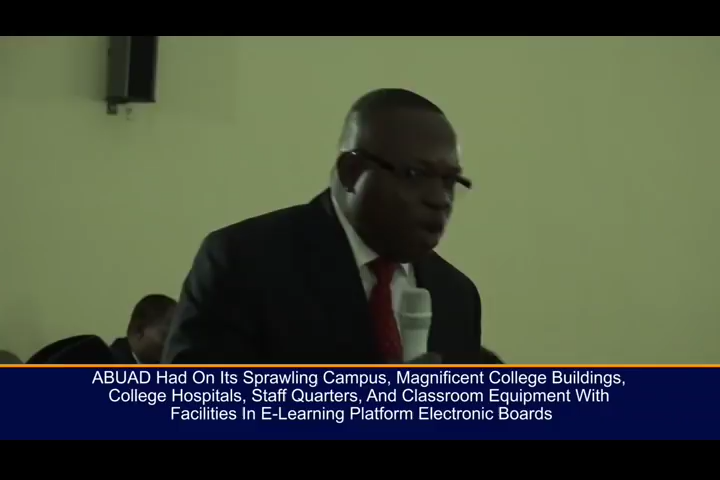 ABUAD Had On Its Sprawling Campus, Magnificent College Buildings,
College Hospitals, Staff Quarters, And Classroom Equipment With
Facilities In E-Learning Platform Electronic Boards